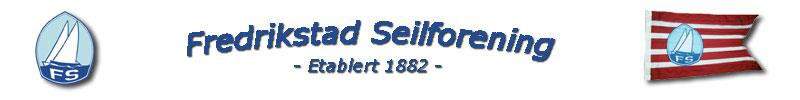 FS
Fredrikstad Seilforening
- Etablert 1882 -
FS